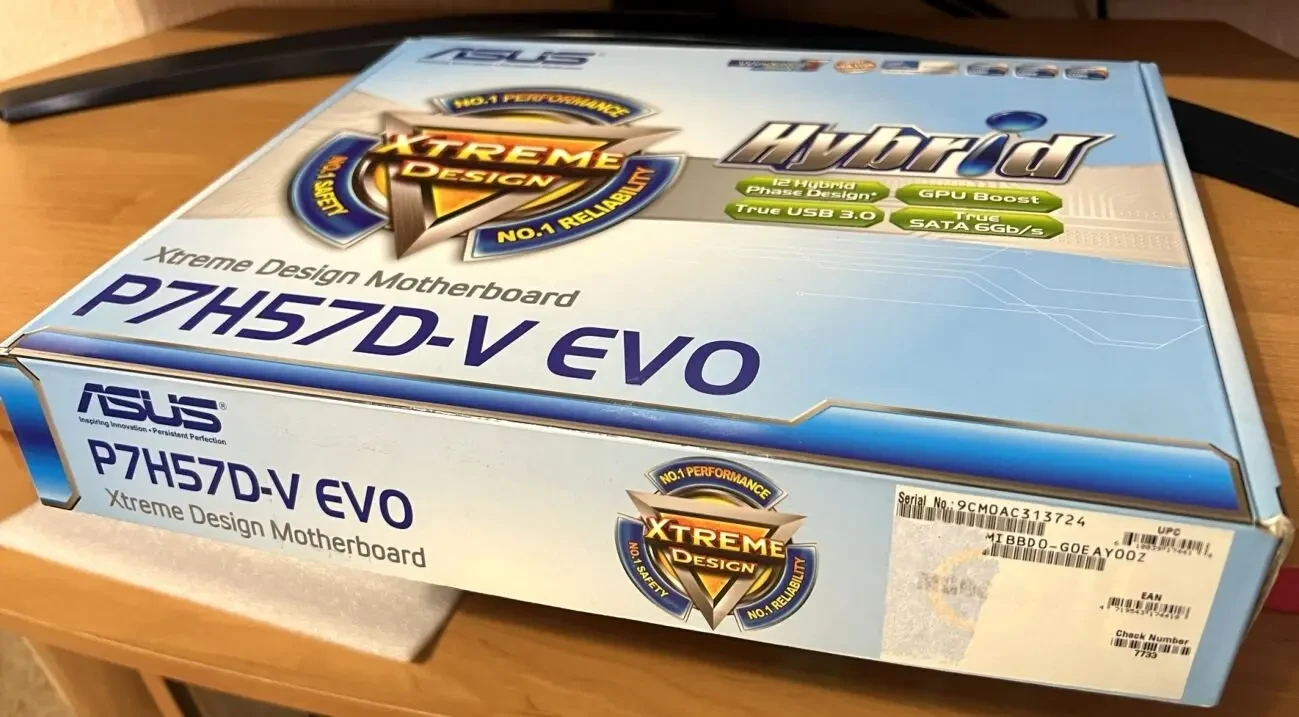 ASUS
NO.1 PERFORMANCE
XTREME
DESIGN
NO.1 SAFETY
NO.1 RELIABILITY
Hybrid
12 Hybrid
Phase Design*
GPU Boost
True USB 3.0
True
SATA 6Gb/s
Xtreme Design Motherboard
P7H57D-V EVO
ASUS®
Inspiring Innovation • Persistent Perfection
P7H57D-V EVO
Xtreme Design Motherboard
NO.1 PERFORMANCE
XTREME
DESIGN
NO.1 SAFETY
NO.1 RELIABILITY
Serial No.:9CM0AC313724
MIBBD0-G0EAY00Z
UPC
EAN
Check Number
7733